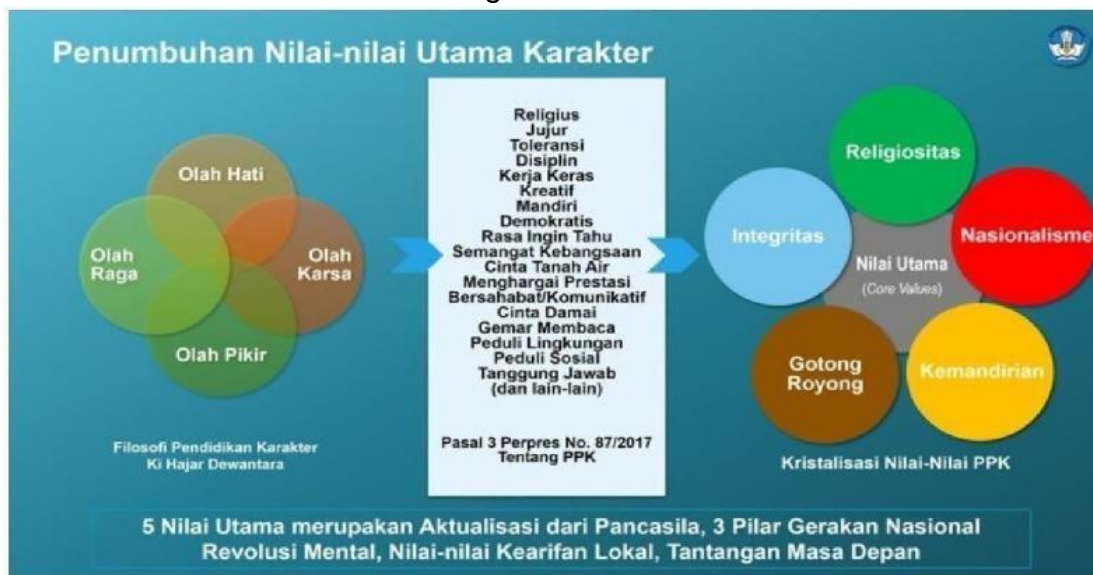 Penumbuhan Nilai-nilai Utama Karakter
Olah Hati
Olah
Raga
Olah
Karsa
Olah Pikir
Filosofi Pendidikan Karakter
Ki Hajar Dewantara
Religius
Jujur
Toleransi
Disiplin
Kerja Keras
Kreatif
Mandiri
Demokratis
Rasa Ingin Tahu
Semangat Kebangsaan
Cinta Tanah Air
Menghargai Prestasi
Bersahabat/Komunikatif
Cinta Damai
Gemar Membaca
Peduli Lingkungan
Peduli Sosial
Tanggung Jawab
(dan lain-lain)
Pasal 3 Perpres No. 87/2017
Tentang PPK
Religiositas
Integritas
Nasionalisme
Nilai Utama
(Core Values)
Gotong
Royong
Kemandirian
Kristalisasi Nilai-Nilai PPK
5 Nilai Utama merupakan Aktualisasi dari Pancasila, 3 Pilar Gerakan Nasional
Revolusi Mental, Nilai-nilai Kearifan Lokal, Tantangan Masa Depan